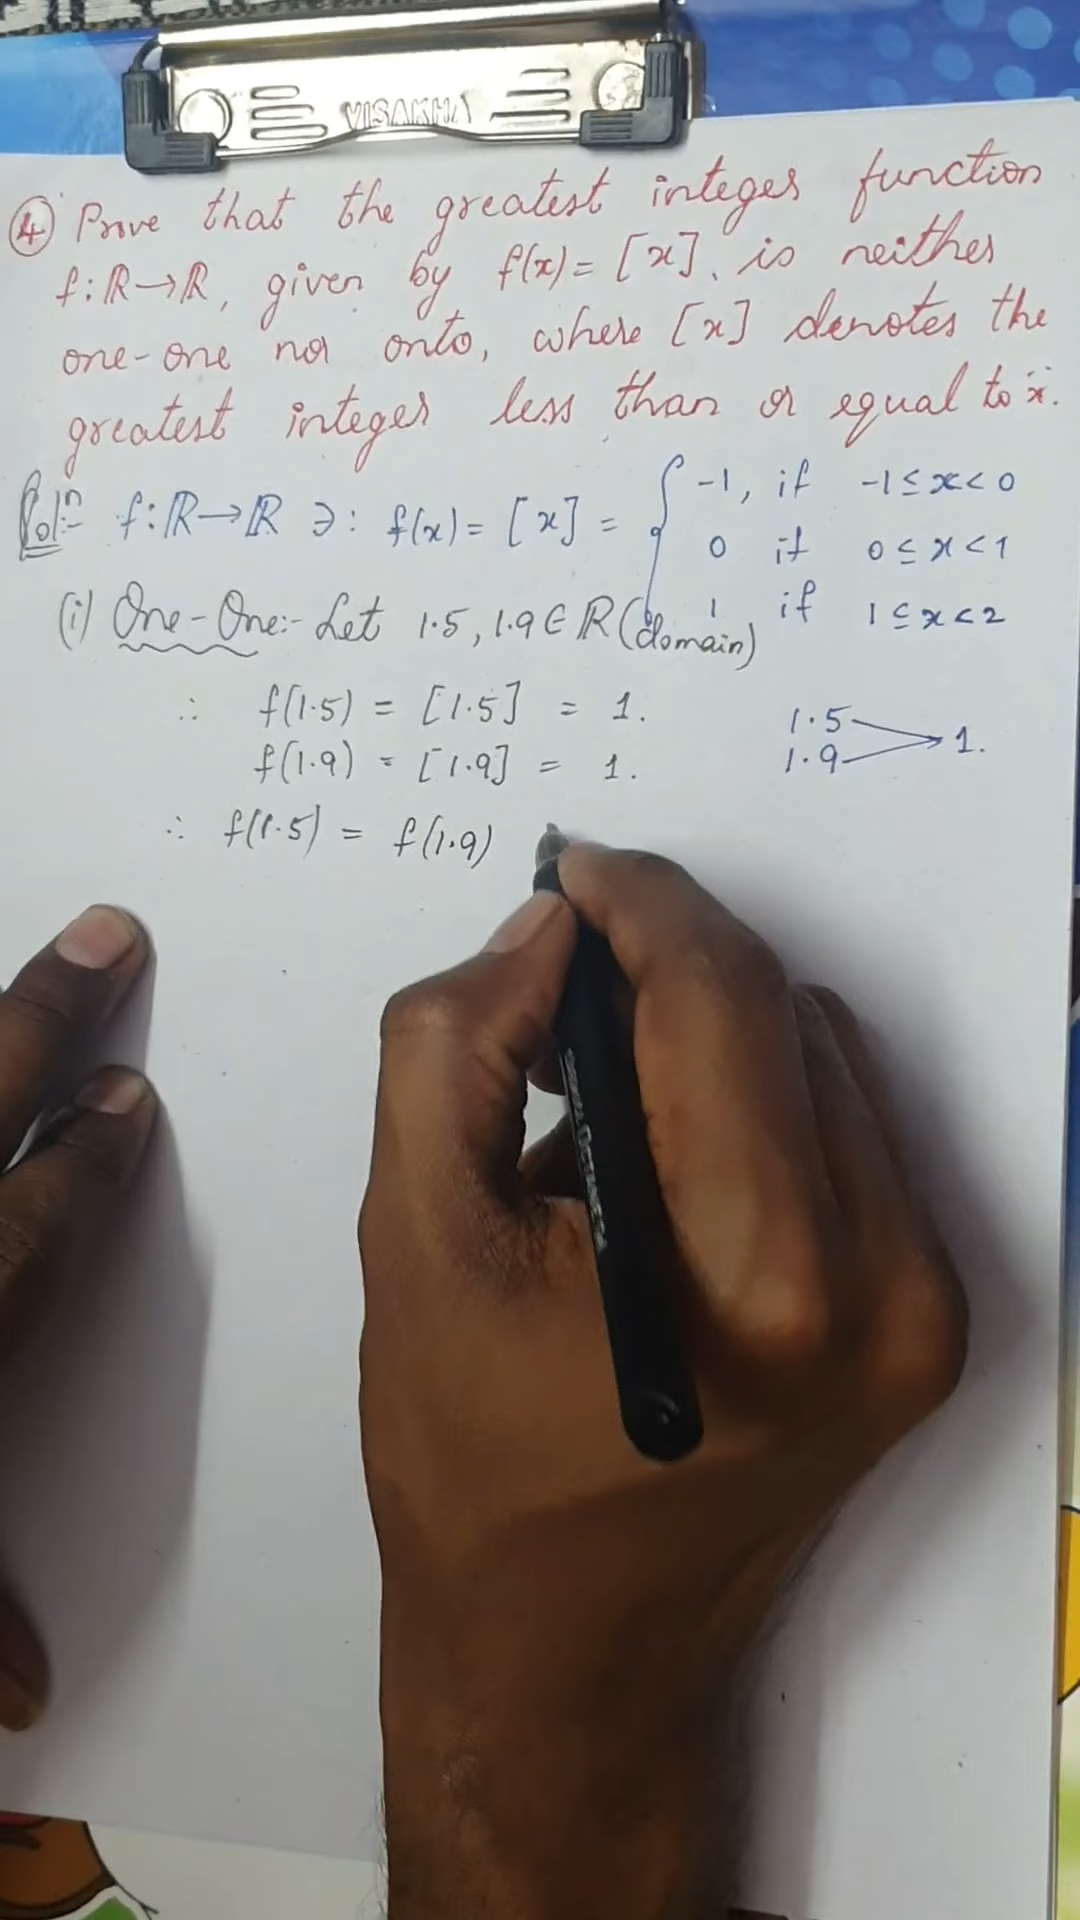 VISAKHA
④ Prove that the greatest integer function
f:ℝ→ℝ, given by f(x)=[x], is neither
one-one nor onto, where [x] denotes the
greatest integer less than or equal to x.
Solⁿ:- f:ℝ→ℝ ∋: f(x)= [x] = { -1, if -1≤x<0
0 if 0≤x<1
1 if 1≤x<2
(i) One-One:- Let 1.5, 1.9∈ℝ(domain)
∴ f(1.5) = [1.5] = 1.
f(1.9) = [1.9] = 1.
1.5
1.9
1.
∴ f(1.5) = f(1.9)